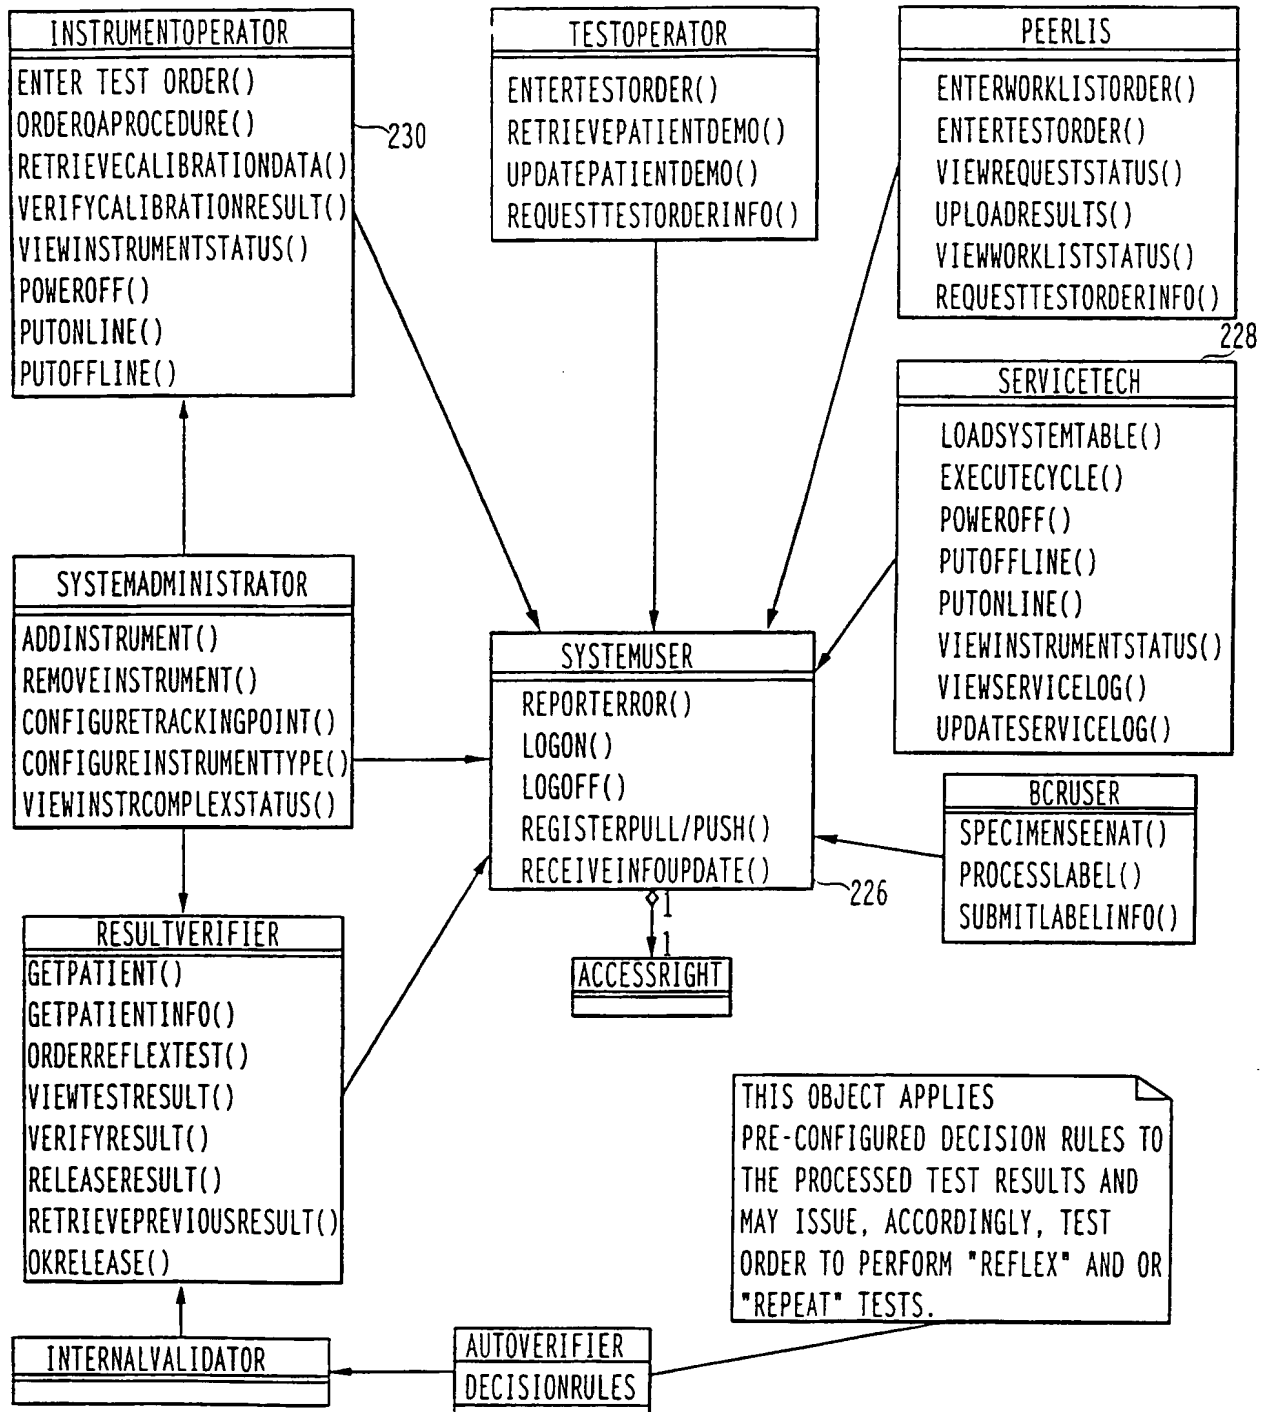 INSTRUMENTOPERATOR
ENTER TEST ORDER()
ORDERQAPROCEDURE()
RETRIEVECALIBRATIONDATA()
VERIFYCALIBRATIONRESULT()
VIEWINSTRUMENTSTATUS()
POWEROFF()
PUTONLINE()
PUTOFFLINE()
230
TESTOPERATOR
ENTERTESTORDER()
RETRIEVEPATIENTDEMO()
UPDATEPATIENTDEMO()
REQUESTTESTORDERINFO()
PEERLIS
ENTERWORKLISTORDER()
ENTERTESTORDER()
VIEWREQUESTSTATUS()
UPLOADRESULTS()
VIEWWORKLISTSTATUS()
REQUESTTESTORDERINFO()
228
SERVICETECH
LOADSYSTEMTABLE()
EXECUTECYCLE()
POWEROFF()
PUTOFFLINE()
PUTONLINE()
VIEWINSTRUMENTSTATUS()
VIEWSERVICELOG()
UPDATESERVICELOG()
SYSTEMADMINISTRATOR
ADDINSTRUMENT()
REMOVEINSTRUMENT()
CONFIGURETRACKINGPOINT()
CONFIGUREINSTRUMENTTYPE()
VIEWINSTRCOMPLEXSTATUS()
SYSTEMUSER
REPORTERROR()
LOGON()
LOGOFF()
REGISTERPULL/PUSH()
RECEIVEINFOUPDATE()
226
1
1
ACCESSRIGHT
BCRUSER
SPECIMENSEENAT()
PROCESSLABEL()
SUBMITLABELINFO()
RESULTVERIFIER
GETPATIENT()
GETPATIENTINFO()
ORDERREFLEXTEST()
VIEWTESTRESULT()
VERIFYRESULT()
RELEASERESULT()
RETRIEVEPREVIOUSRESULT()
OKRELEASE()
THIS OBJECT APPLIES
PRE-CONFIGURED DECISION RULES TO
THE PROCESSED TEST RESULTS AND
MAY ISSUE, ACCORDINGLY, TEST
ORDER TO PERFORM "REFLEX" AND OR
"REPEAT" TESTS.
INTERNALVALIDATOR
AUTOVERIFIER
DECISIONRULES